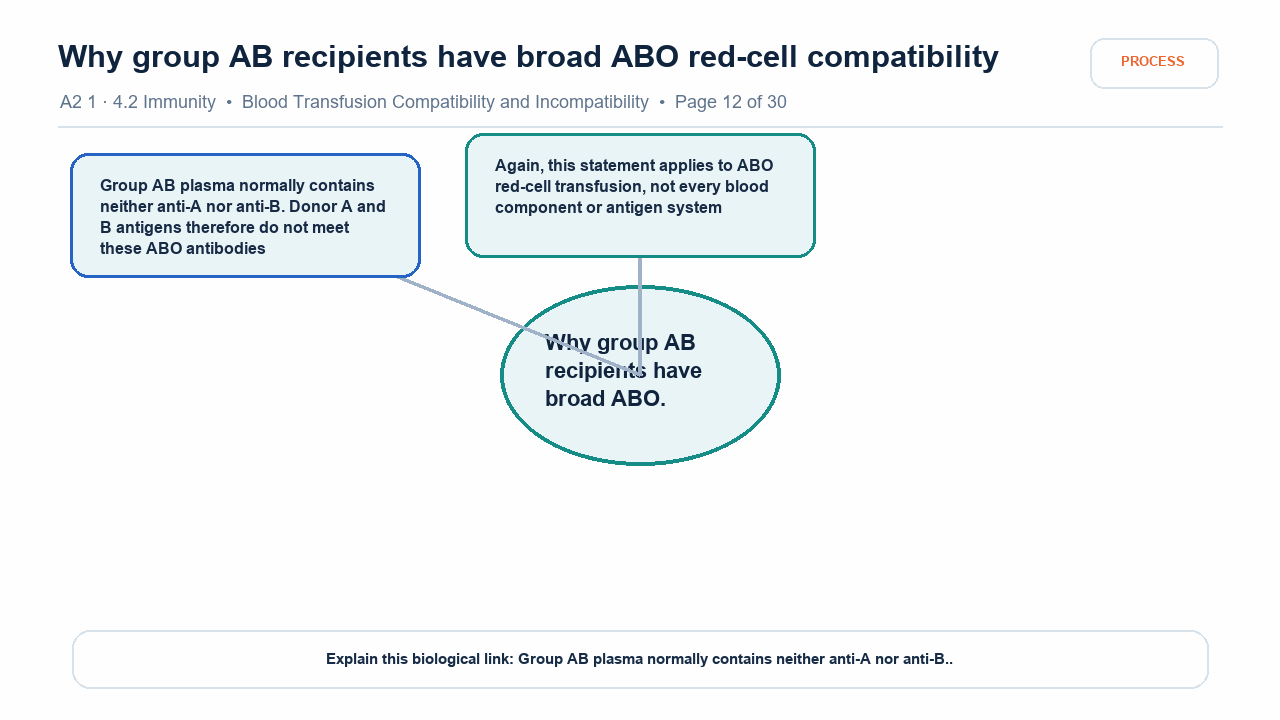 Why group AB recipients have broad ABO red-cell compatibility
PROCESS
A2 1 · 4.2 Immunity • Blood Transfusion Compatibility and Incompatibility • Page 12 of 30
Group AB plasma normally contains
neither anti-A nor anti-B. Donor A and
B antigens therefore do not meet
these ABO antibodies
Again, this statement applies to ABO
red-cell transfusion, not every blood
component or antigen system
Why group AB
recipients have
broad ABO.
Explain this biological link: Group AB plasma normally contains neither anti-A nor anti-B..